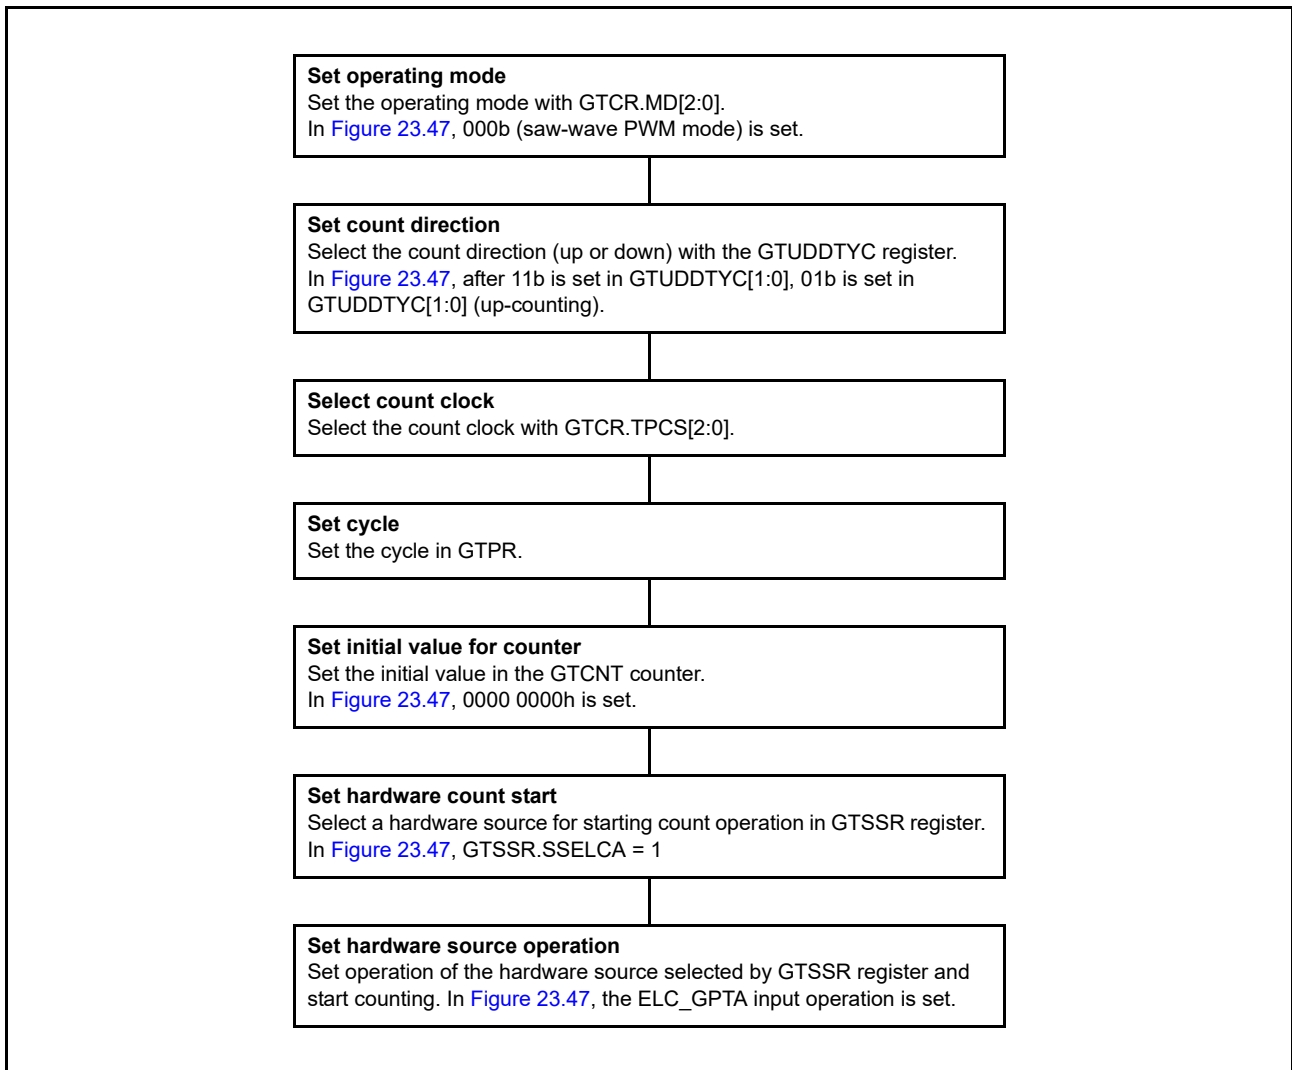 Set operating mode
Set the operating mode with GTCR.MD[2:0].
In Figure 23.47, 000b (saw-wave PWM mode) is set.
Set count direction
Select the count direction (up or down) with the GTUDDTYC register.
In Figure 23.47, after 11b is set in GTUDDTYC[1:0], 01b is set in
GTUDDTYC[1:0] (up-counting).
Select count clock
Select the count clock with GTCR.TPCS[2:0].
Set cycle
Set the cycle in GTPR.
Set initial value for counter
Set the initial value in the GTCNT counter.
In Figure 23.47, 0000 0000h is set.
Set hardware count start
Select a hardware source for starting count operation in GTSSR register.
In Figure 23.47, GTSSR.SSELCA = 1
Set hardware source operation
Set operation of the hardware source selected by GTSSR register and
start counting. In Figure 23.47, the ELC_GPTA input operation is set.